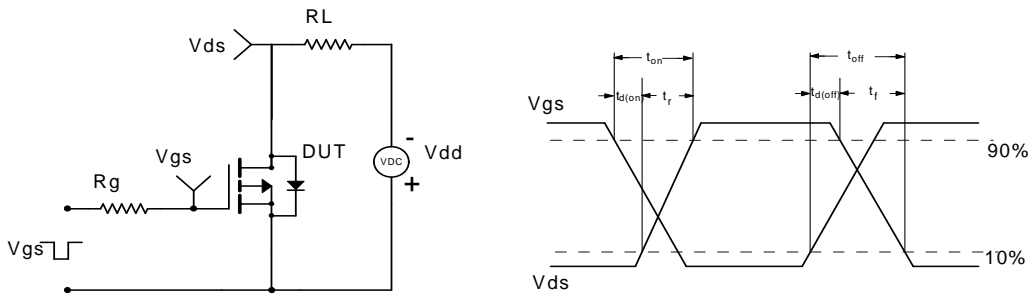 RL
Vds
Vgs
DUT
VDC
-
+
Vdd
Rg
Vgs
ton
toff
td(on)
tr
td(off)
tf
Vgs
90%
10%
Vds